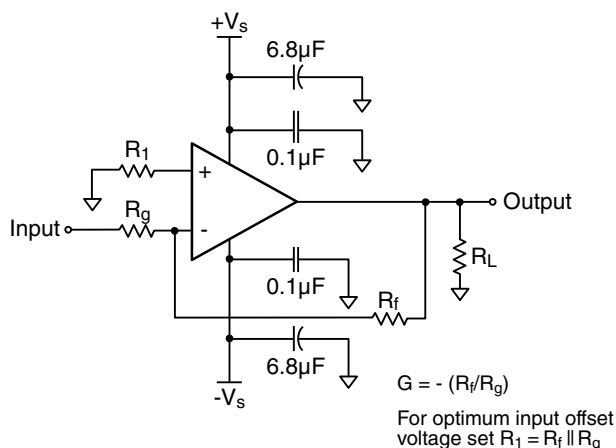 +Vs
6.8µF
0.1µF
R1
+
Input
Rg
-
Output
RL
0.1µF
Rf
6.8µF
-Vs
G = - (Rf/Rg)
For optimum input offset
voltage set R1 = Rf || Rg